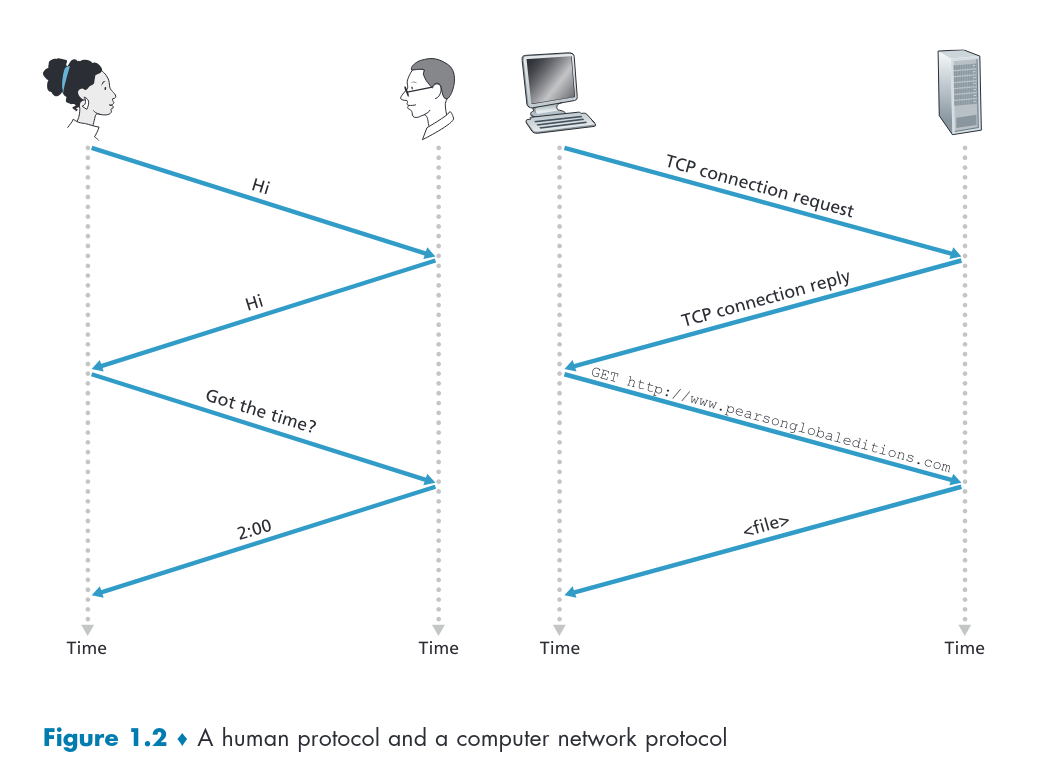 Hi
Hi
Got the time?
2:00
Time
Time
TCP connection request
TCP connection reply
GET http://www.pearsonglobaleditions.com
<file>
Time
Time
Figure 1.2 ♦ A human protocol and a computer network protocol